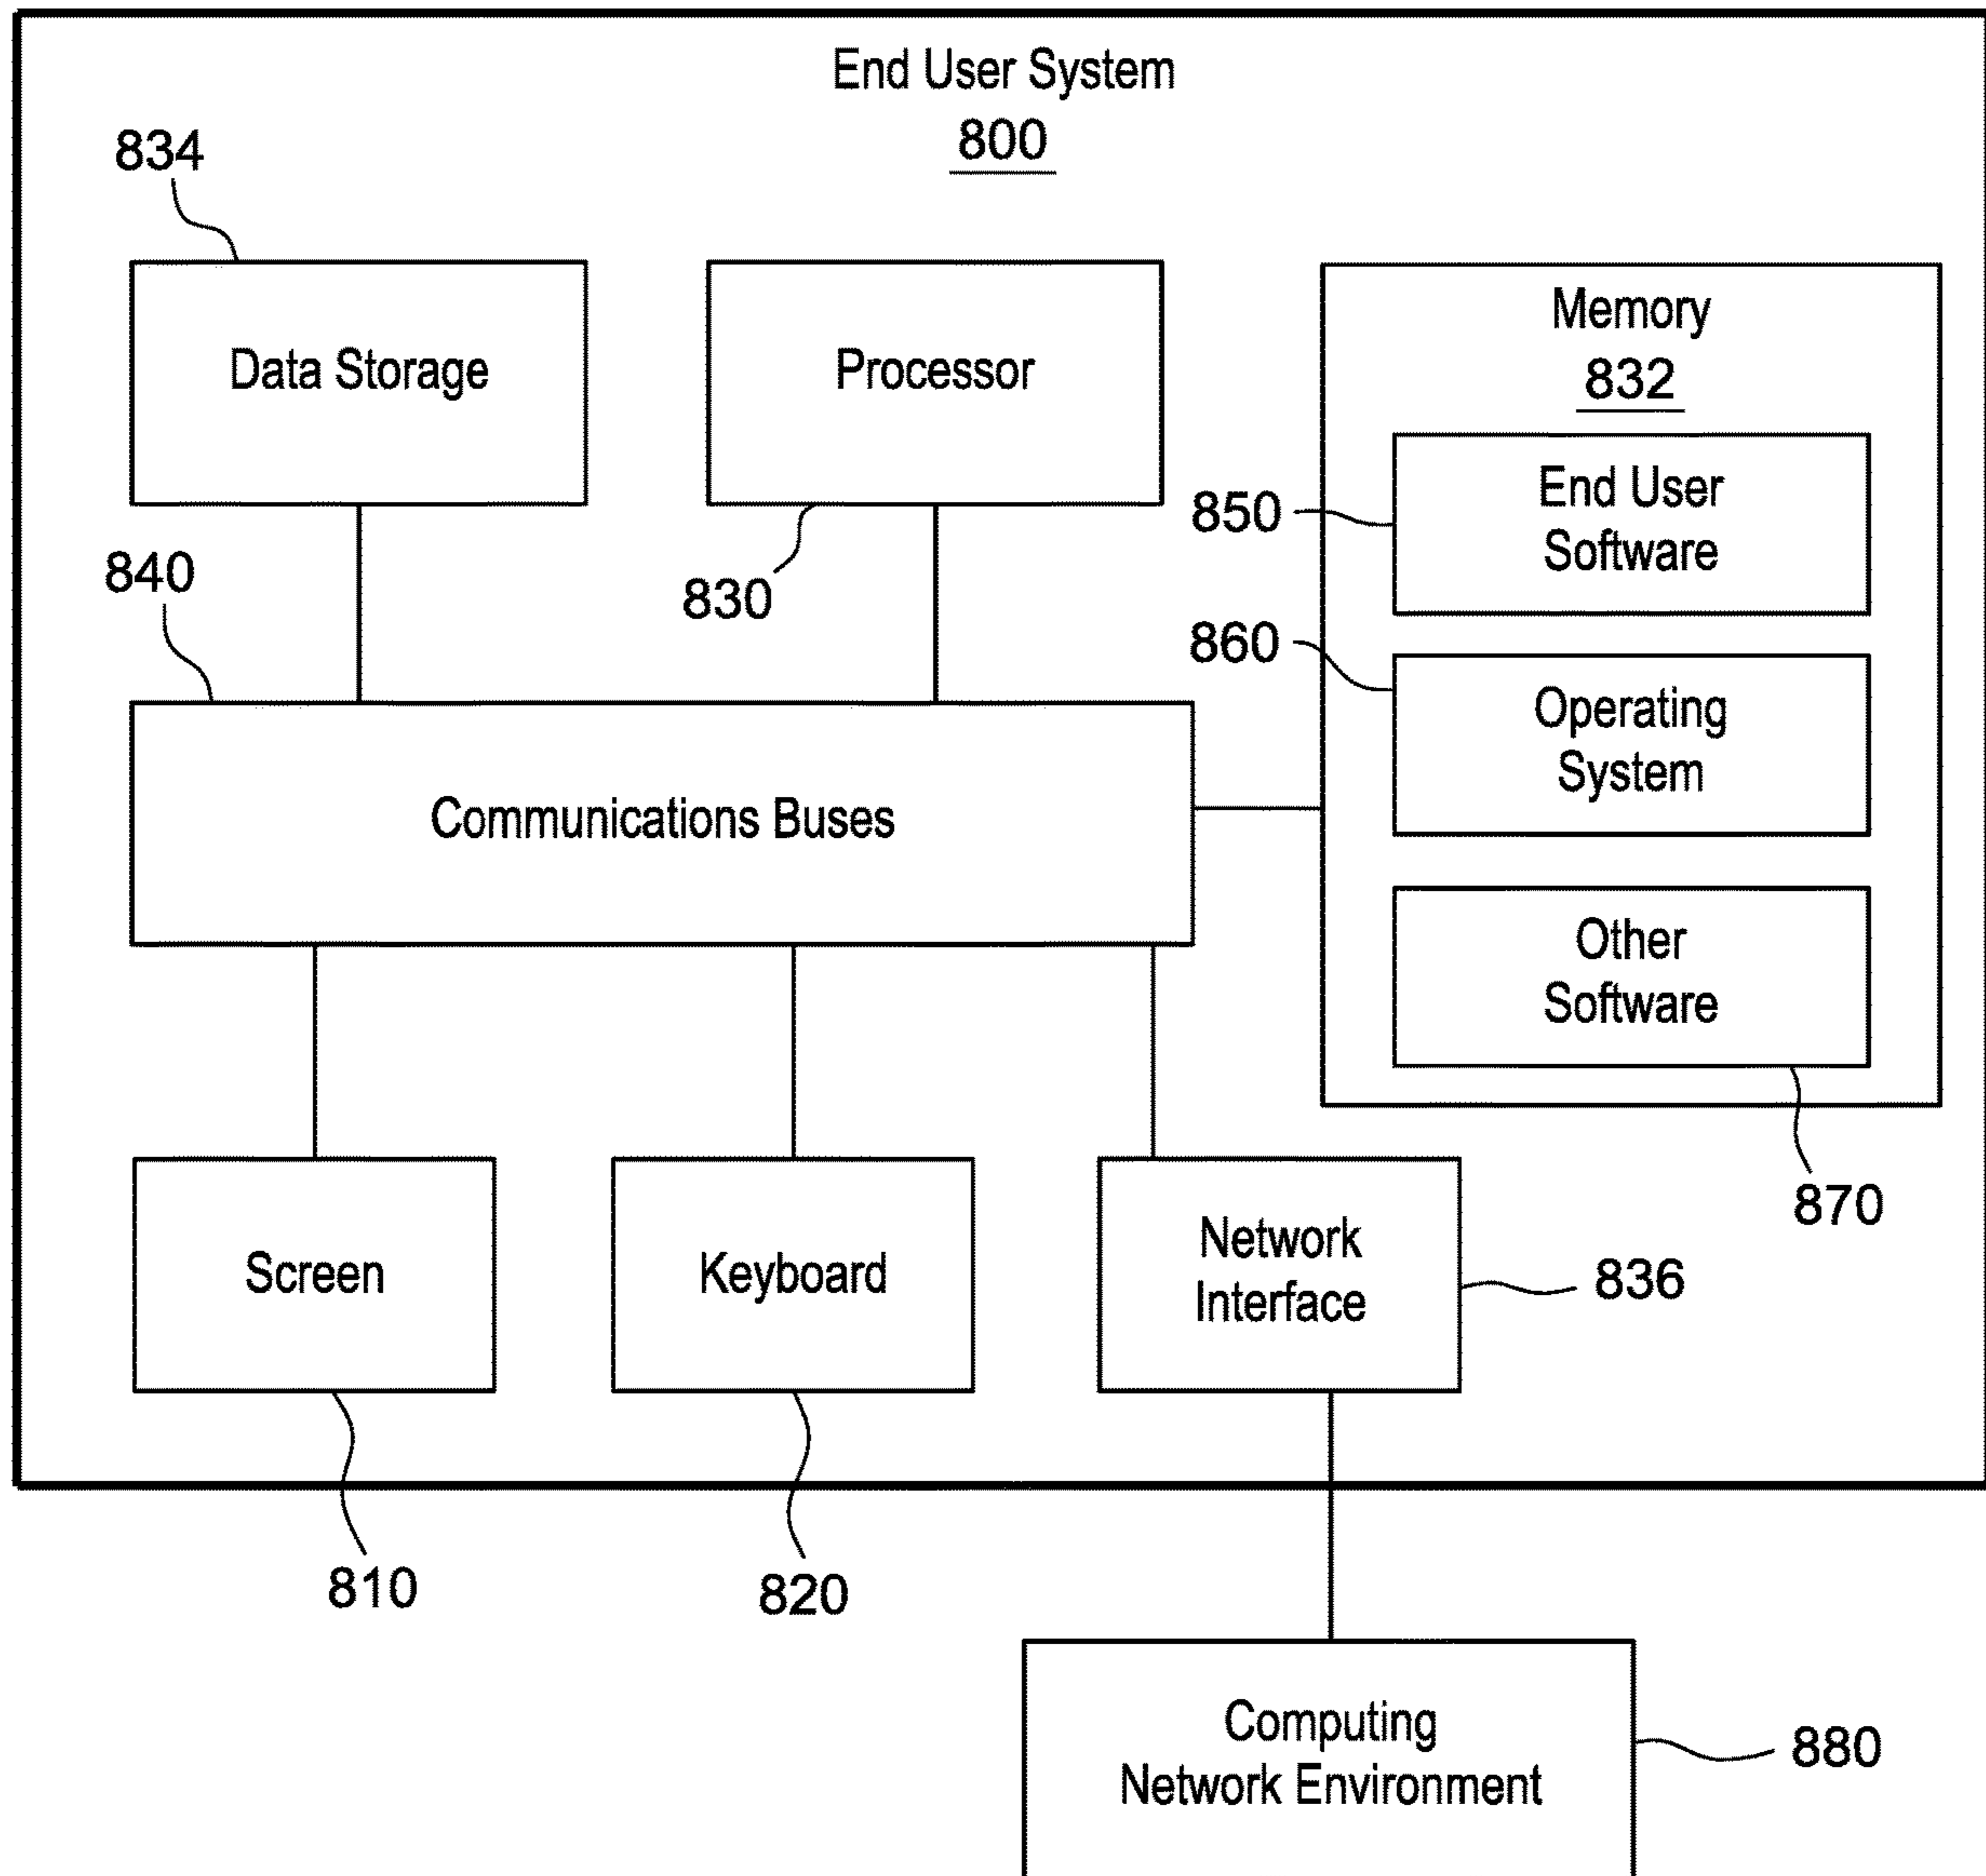 End User System
800
834
Data Storage
Processor
Memory
832
830
850
End User
Software
840
860
Operating
System
Communications Buses
Other
Software
870
Screen
Keyboard
Network
Interface
836
810
820
Computing
Network Environment
880